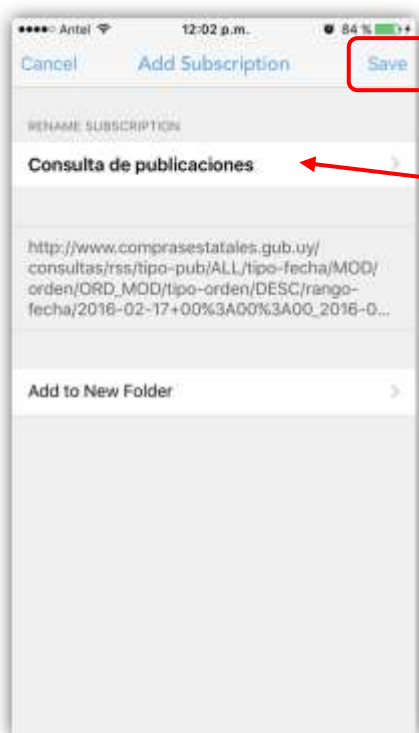 Antel 12:02 p.m. 84 %
Cancel Add Subscription Save
RENAME SUBSCRIPTION
Consulta de publicaciones
http://www.comprasestatales.gub.uy/
consultas/rss/tipo-pub/ALL/tipo-fecha/MOD/
orden/ORD_MOD/tipo-orden/DESC/rango-
fecha/2016-02-17+00%3A00%3A00_2016-0...
Add to New Folder